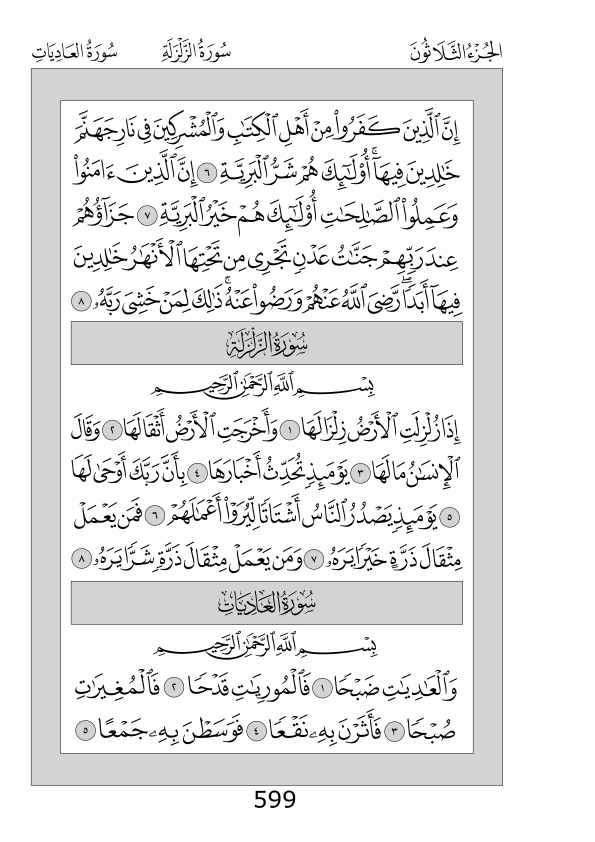 الجُزْءُ الثَّلَاثُونَ سُورَةُ الزَّلْزَلَةِ سُورَةُ العَادِيَاتِ
إِنَّ ٱلَّذِينَ كَفَرُوا۟ مِنْ أَهْلِ ٱلْكِتَٰبِ وَٱلْمُشْرِكِينَ فِى نَارِ جَهَنَّمَ
خَٰلِدِينَ فِيهَآ ۚ أُو۟لَٰٓئِكَ هُمْ شَرُّ ٱلْبَرِيَّةِ ٦ إِنَّ ٱلَّذِينَ ءَامَنُوا۟
وَعَمِلُوا۟ ٱلصَّٰلِحَٰتِ أُو۟لَٰٓئِكَ هُمْ خَيْرُ ٱلْبَرِيَّةِ ٧ جَزَآؤُهُمْ
عِندَ رَبِّهِمْ جَنَّٰتُ عَدْنٍ تَجْرِى مِن تَحْتِهَا ٱلْأَنْهَٰرُ خَٰلِدِينَ
فِيهَآ أَبَدًا ۖ رَّضِىَ ٱللَّهُ عَنْهُمْ وَرَضُوا۟ عَنْهُ ۚ ذَٰلِكَ لِمَنْ خَشِىَ رَبَّهُۥ ٨
سُورَةُ الزَّلْزَلَةِ
بِسْمِ ٱللَّهِ ٱلرَّحْمَٰنِ ٱلرَّحِيمِ
إِذَا زُلْزِلَتِ ٱلْأَرْضُ زِلْزَالَهَا ١ وَأَخْرَجَتِ ٱلْأَرْضُ أَثْقَالَهَا ٢ وَقَالَ
ٱلْإِنسَٰنُ مَا لَهَا ٣ يَوْمَئِذٍ تُحَدِّثُ أَخْبَارَهَا ٤ بِأَنَّ رَبَّكَ أَوْحَىٰ لَهَا
٥ يَوْمَئِذٍ يَصْدُرُ ٱلنَّاسُ أَشْتَاتًا لِّيُرَوْا۟ أَعْمَٰلَهُمْ ٦ فَمَن يَعْمَلْ
مِثْقَالَ ذَرَّةٍ خَيْرًا يَرَهُۥ ٧ وَمَن يَعْمَلْ مِثْقَالَ ذَرَّةٍ شَرًّا يَرَهُۥ ٨
سُورَةُ العَادِيَاتِ
بِسْمِ ٱللَّهِ ٱلرَّحْمَٰنِ ٱلرَّحِيمِ
وَٱلْعَٰدِيَٰتِ ضَبْحًا ١ فَٱلْمُورِيَٰتِ قَدْحًا ٢ فَٱلْمُغِيرَٰتِ
صُبْحًا ٣ فَأَثَرْنَ بِهِۦ نَقْعًا ٤ فَوَسَطْنَ بِهِۦ جَمْعًا ٥
599